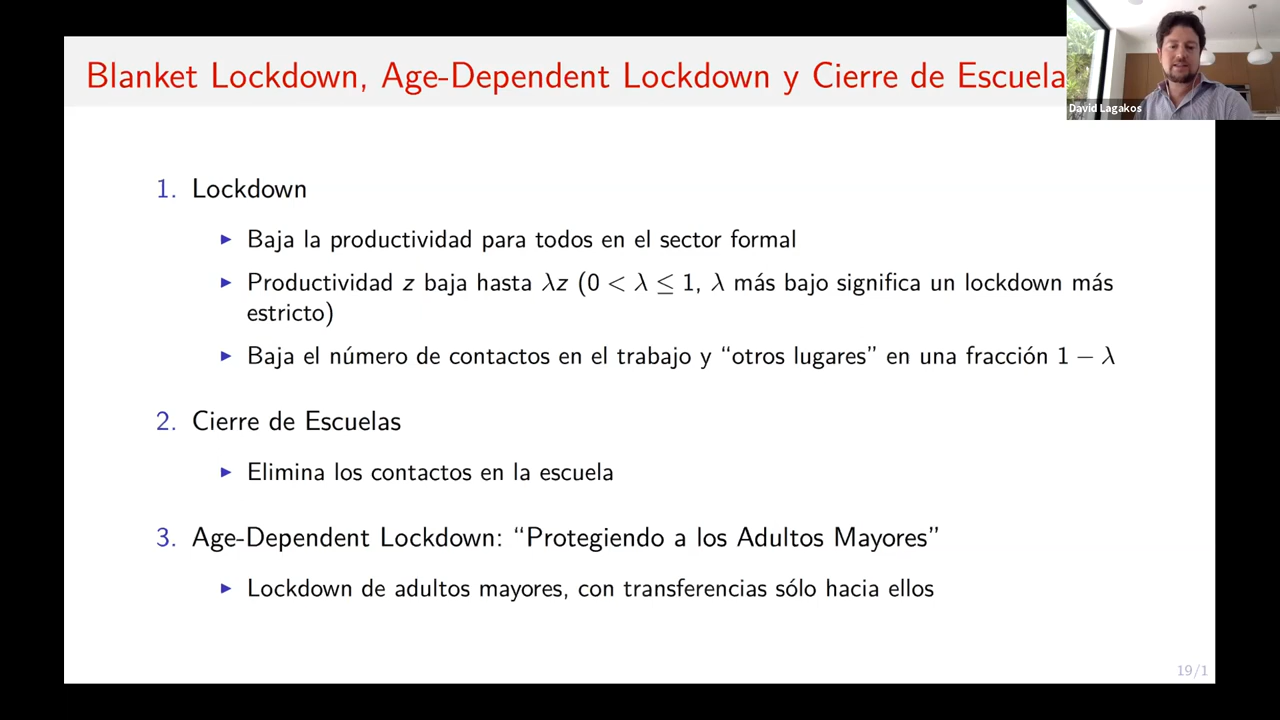 Blanket Lockdown, Age-Dependent Lockdown y Cierre de Escuela
David Lagakos
1. Lockdown
▶ Baja la productividad para todos en el sector formal
▶ Productividad z baja hasta λz (0 < λ ≤ 1, λ más bajo significa un lockdown más
estricto)
▶ Baja el número de contactos en el trabajo y “otros lugares” en una fracción 1 − λ
2. Cierre de Escuelas
▶ Elimina los contactos en la escuela
3. Age-Dependent Lockdown: “Protegiendo a los Adultos Mayores”
▶ Lockdown de adultos mayores, con transferencias sólo hacia ellos
19/1